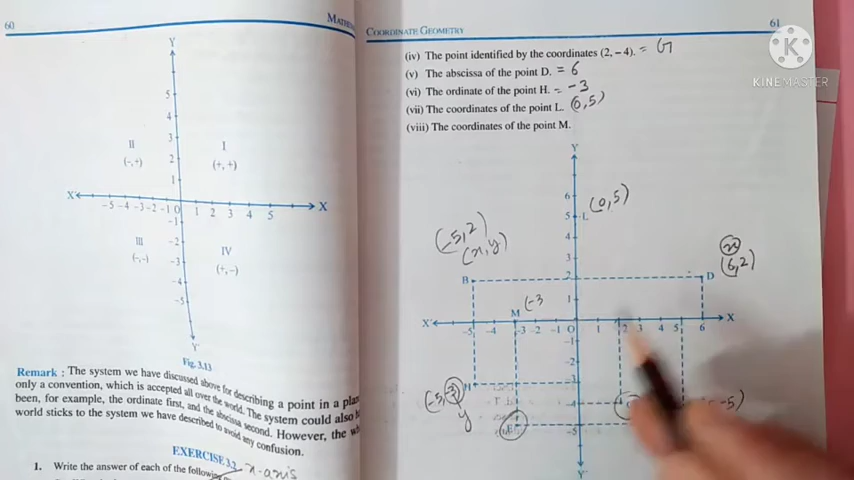 60
MATHE
Y
5
4
3
2
1
II
(-,+)
I
(+, +)
X'
-5 -4 -3 -2 -1 O 1 2 3 4 5
X
-1
-2
-3
-4
-5
III
(-,-)
IV
(+,-)
Y'
Fig. 3.13
Remark : The system we have discussed above for describing a point in a plan
only a convention, which is accepted all over the world. The system could also
been, for example, the ordinate first, and the abscissa second. However, the wh
world sticks to the system we have described to avoid any confusion.
EXERCISE 3.2
x-axis
1. Write the answer of each of the following
COORDINATE GEOMETRY
61
KINEMASTER
(iv) The point identified by the coordinates (2, – 4). = G
(v) The abscissa of the point D. = 6
(vi) The ordinate of the point H. = -3
(vii) The coordinates of the point L. (0,5)
(viii) The coordinates of the point M.
Y
6
5 L (0,5)
4
3
2
1
(-5,2)
(x,y)
B
x
(6,2)
D
M (-3
X'
-5 -4 -3 -2 -1 O 1 2 3 4 5 6
X
-1
-2
-3
-4
-5
H
(-5,-3)
y
E
-5)
Y'